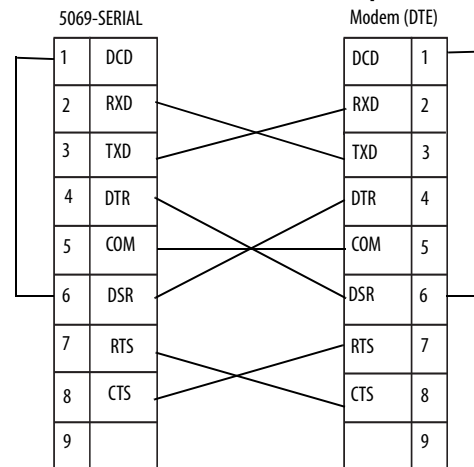 5069-SERIAL Modem (DTE)
1 DCD DCD 1
2 RXD RXD 2
3 TXD TXD 3
4 DTR DTR 4
5 COM COM 5
6 DSR DSR 6
7 RTS RTS 7
8 CTS CTS 8
9 9